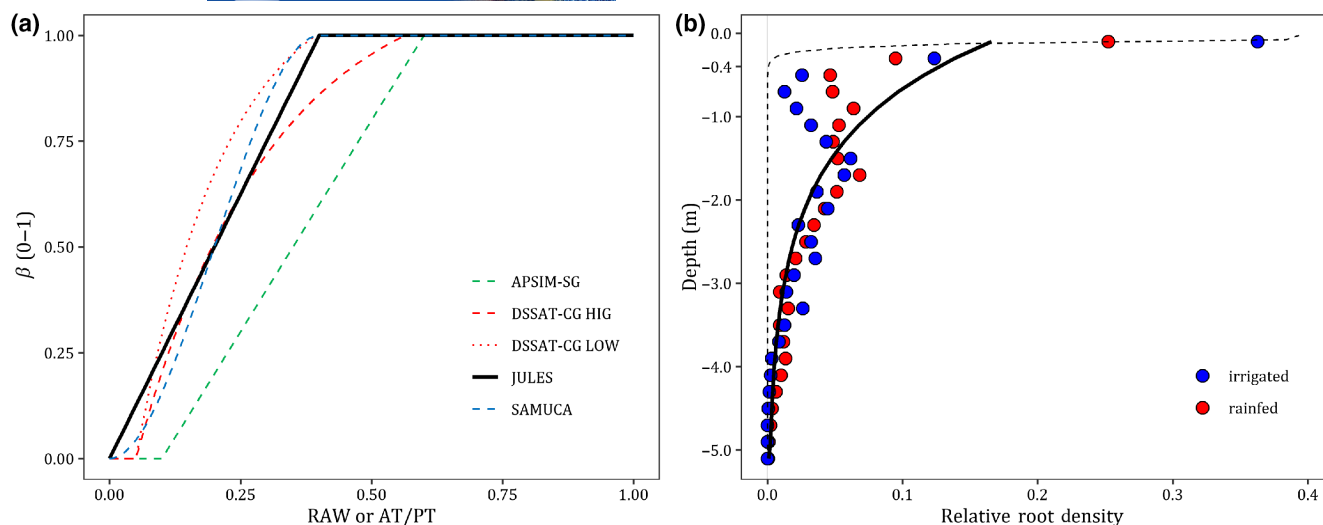 (a)
1.00
0.75
0.50
0.25
0.00
β (0−1)
APSIM-SG
DSSAT-CG HIG
DSSAT-CG LOW
JULES
SAMUCA
0.00 0.25 0.50 0.75 1.00
RAW or AT/PT
(b)
0.0
−0.4
−1.0
−2.0
−3.0
−4.0
−5.0
Depth (m)
irrigated
rainfed
0.0 0.1 0.2 0.3 0.4
Relative root density